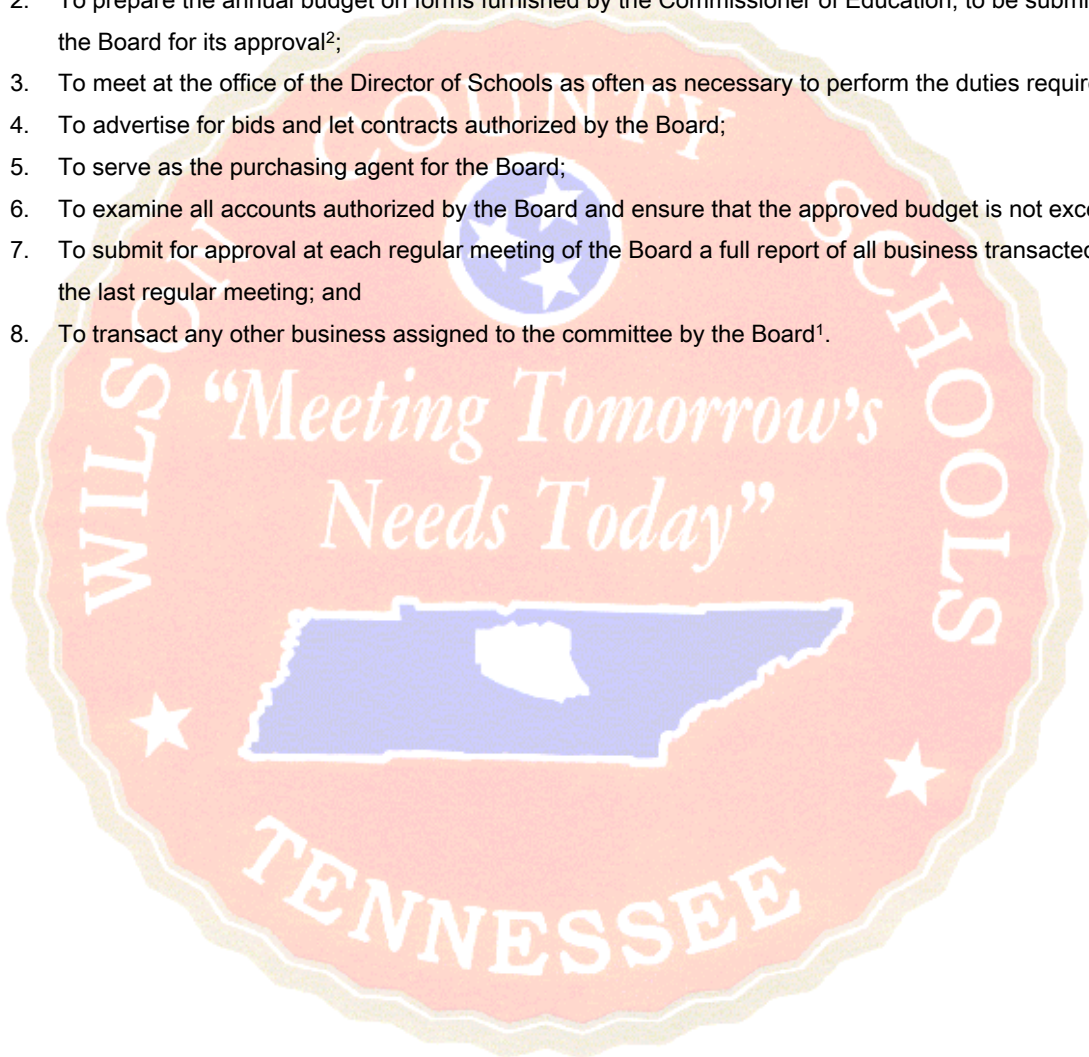 2. To prepare the annual budget on forms furnished by the Commissioner of Education, to be submi
the Board for its approval²;
3. To meet at the office of the Director of Schools as often as necessary to perform the duties require
4. To advertise for bids and let contracts authorized by the Board;
5. To serve as the purchasing agent for the Board;
6. To examine all accounts authorized by the Board and ensure that the approved budget is not exce
7. To submit for approval at each regular meeting of the Board a full report of all business transacted
the last regular meeting; and
8. To transact any other business assigned to the committee by the Board¹.
WILSON COUNTY SCHOOLS
“Meeting Tomorrow's
Needs Today”
TENNESSEE